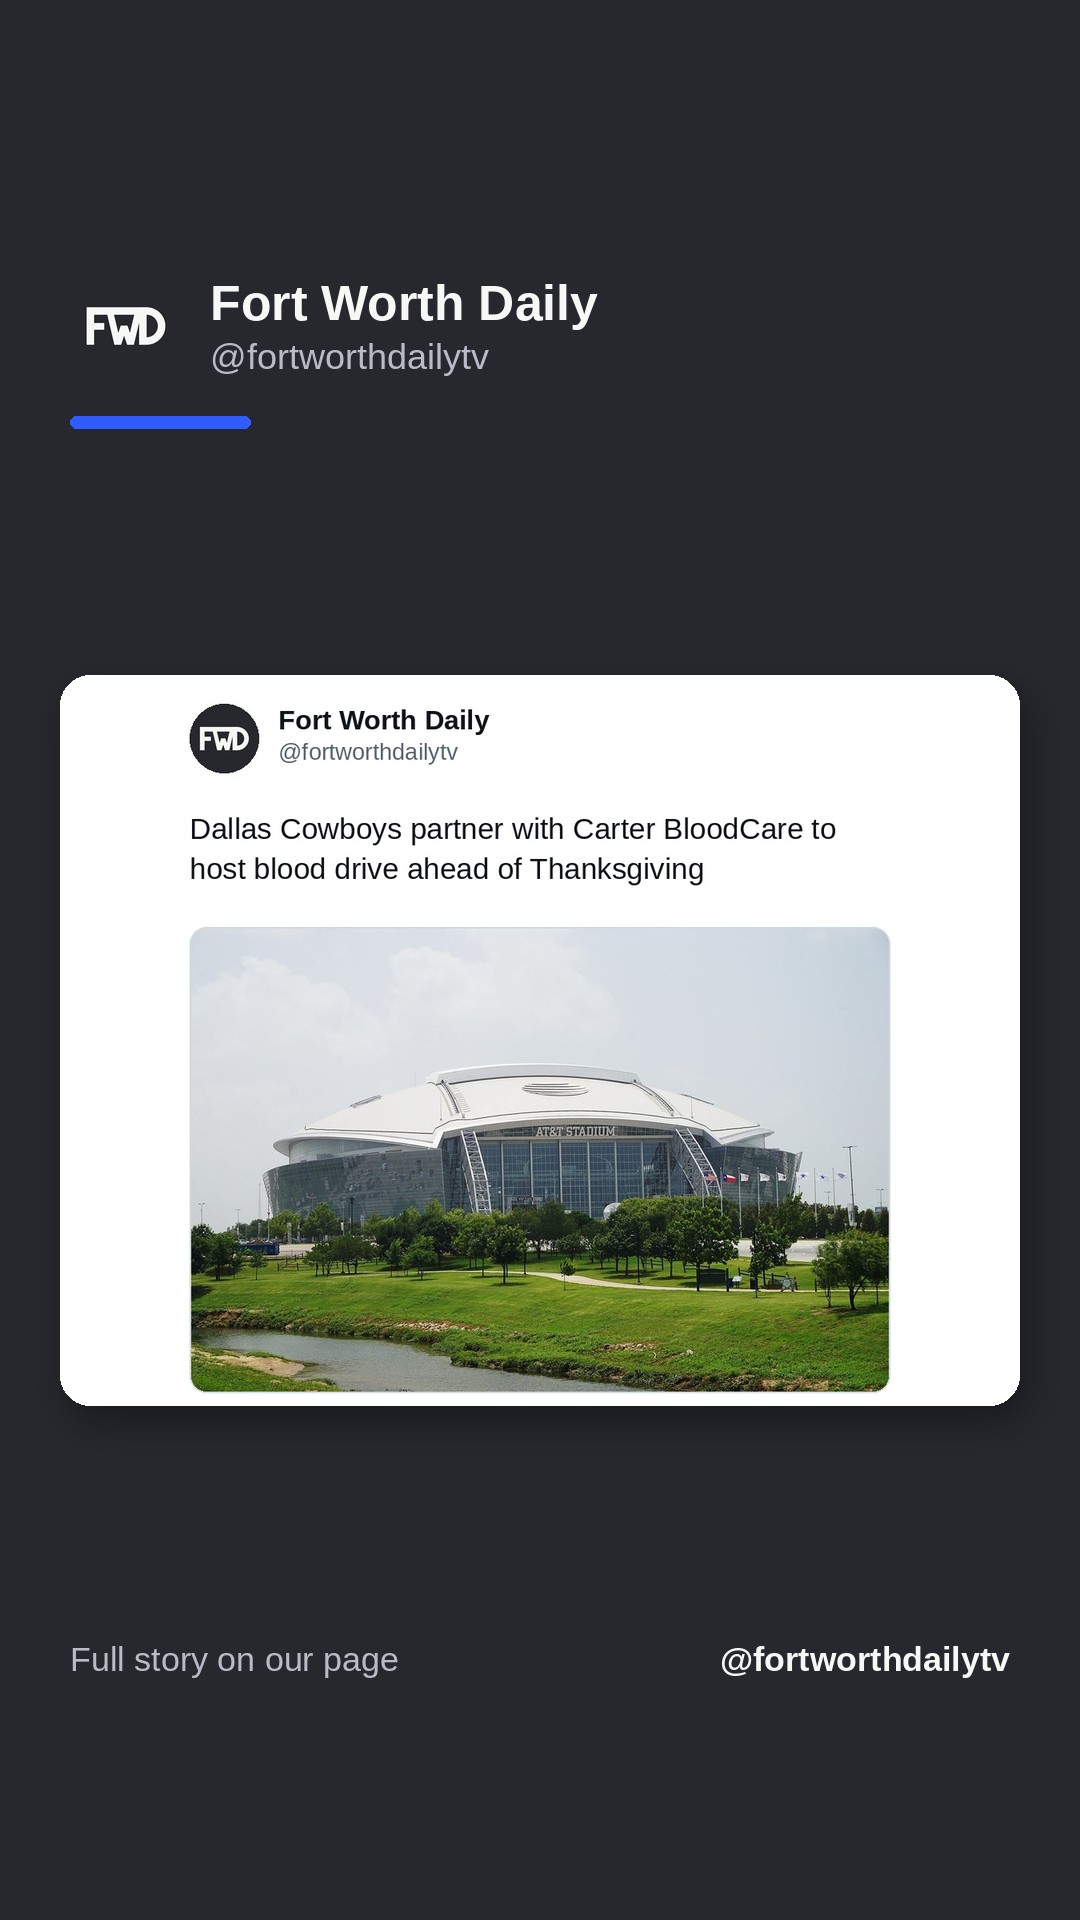 FWD
Fort Worth Daily
@fortworthdailytv
FWD
Fort Worth Daily
@fortworthdailytv
Dallas Cowboys partner with Carter BloodCare to
host blood drive ahead of Thanksgiving
AT&T STADIUM
Full story on our page
@fortworthdailytv